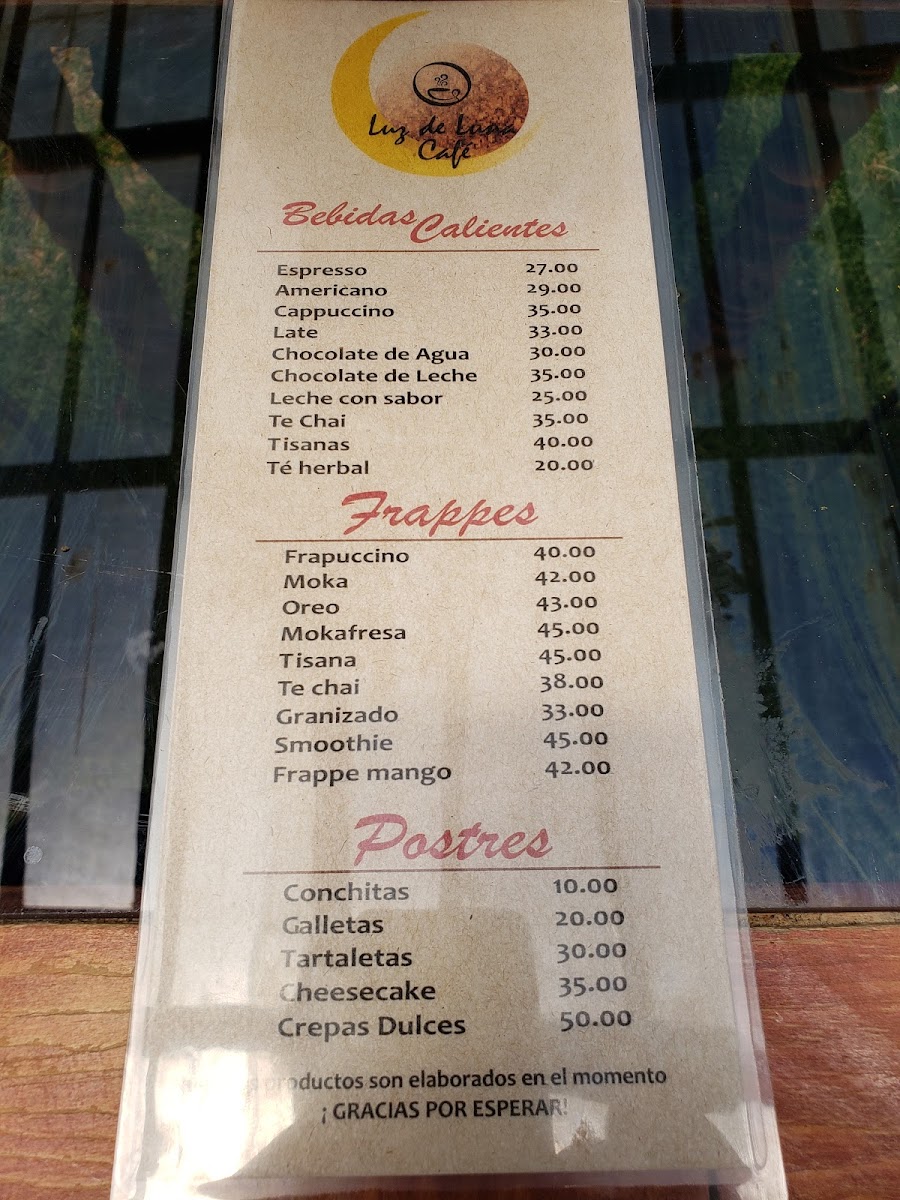 Luz de Luna
Café
Bebidas Calientes
Espresso 27.00
Americano 29.00
Cappuccino 35.00
Late 33.00
Chocolate de Agua 30.00
Chocolate de Leche 35.00
Leche con sabor 25.00
Te Chai 35.00
Tisanas 40.00
Té herbal 20.00
Frappes
Frapuccino 40.00
Moka 42.00
Oreo 43.00
Mokafresa 45.00
Tisana 45.00
Te chai 38.00
Granizado 33.00
Smoothie 45.00
Frappe mango 42.00
Postres
Conchitas 10.00
Galletas 20.00
Tartaletas 30.00
Cheesecake 35.00
Crepas Dulces 50.00
productos son elaborados en el momento
¡ GRACIAS POR ESPERAR!